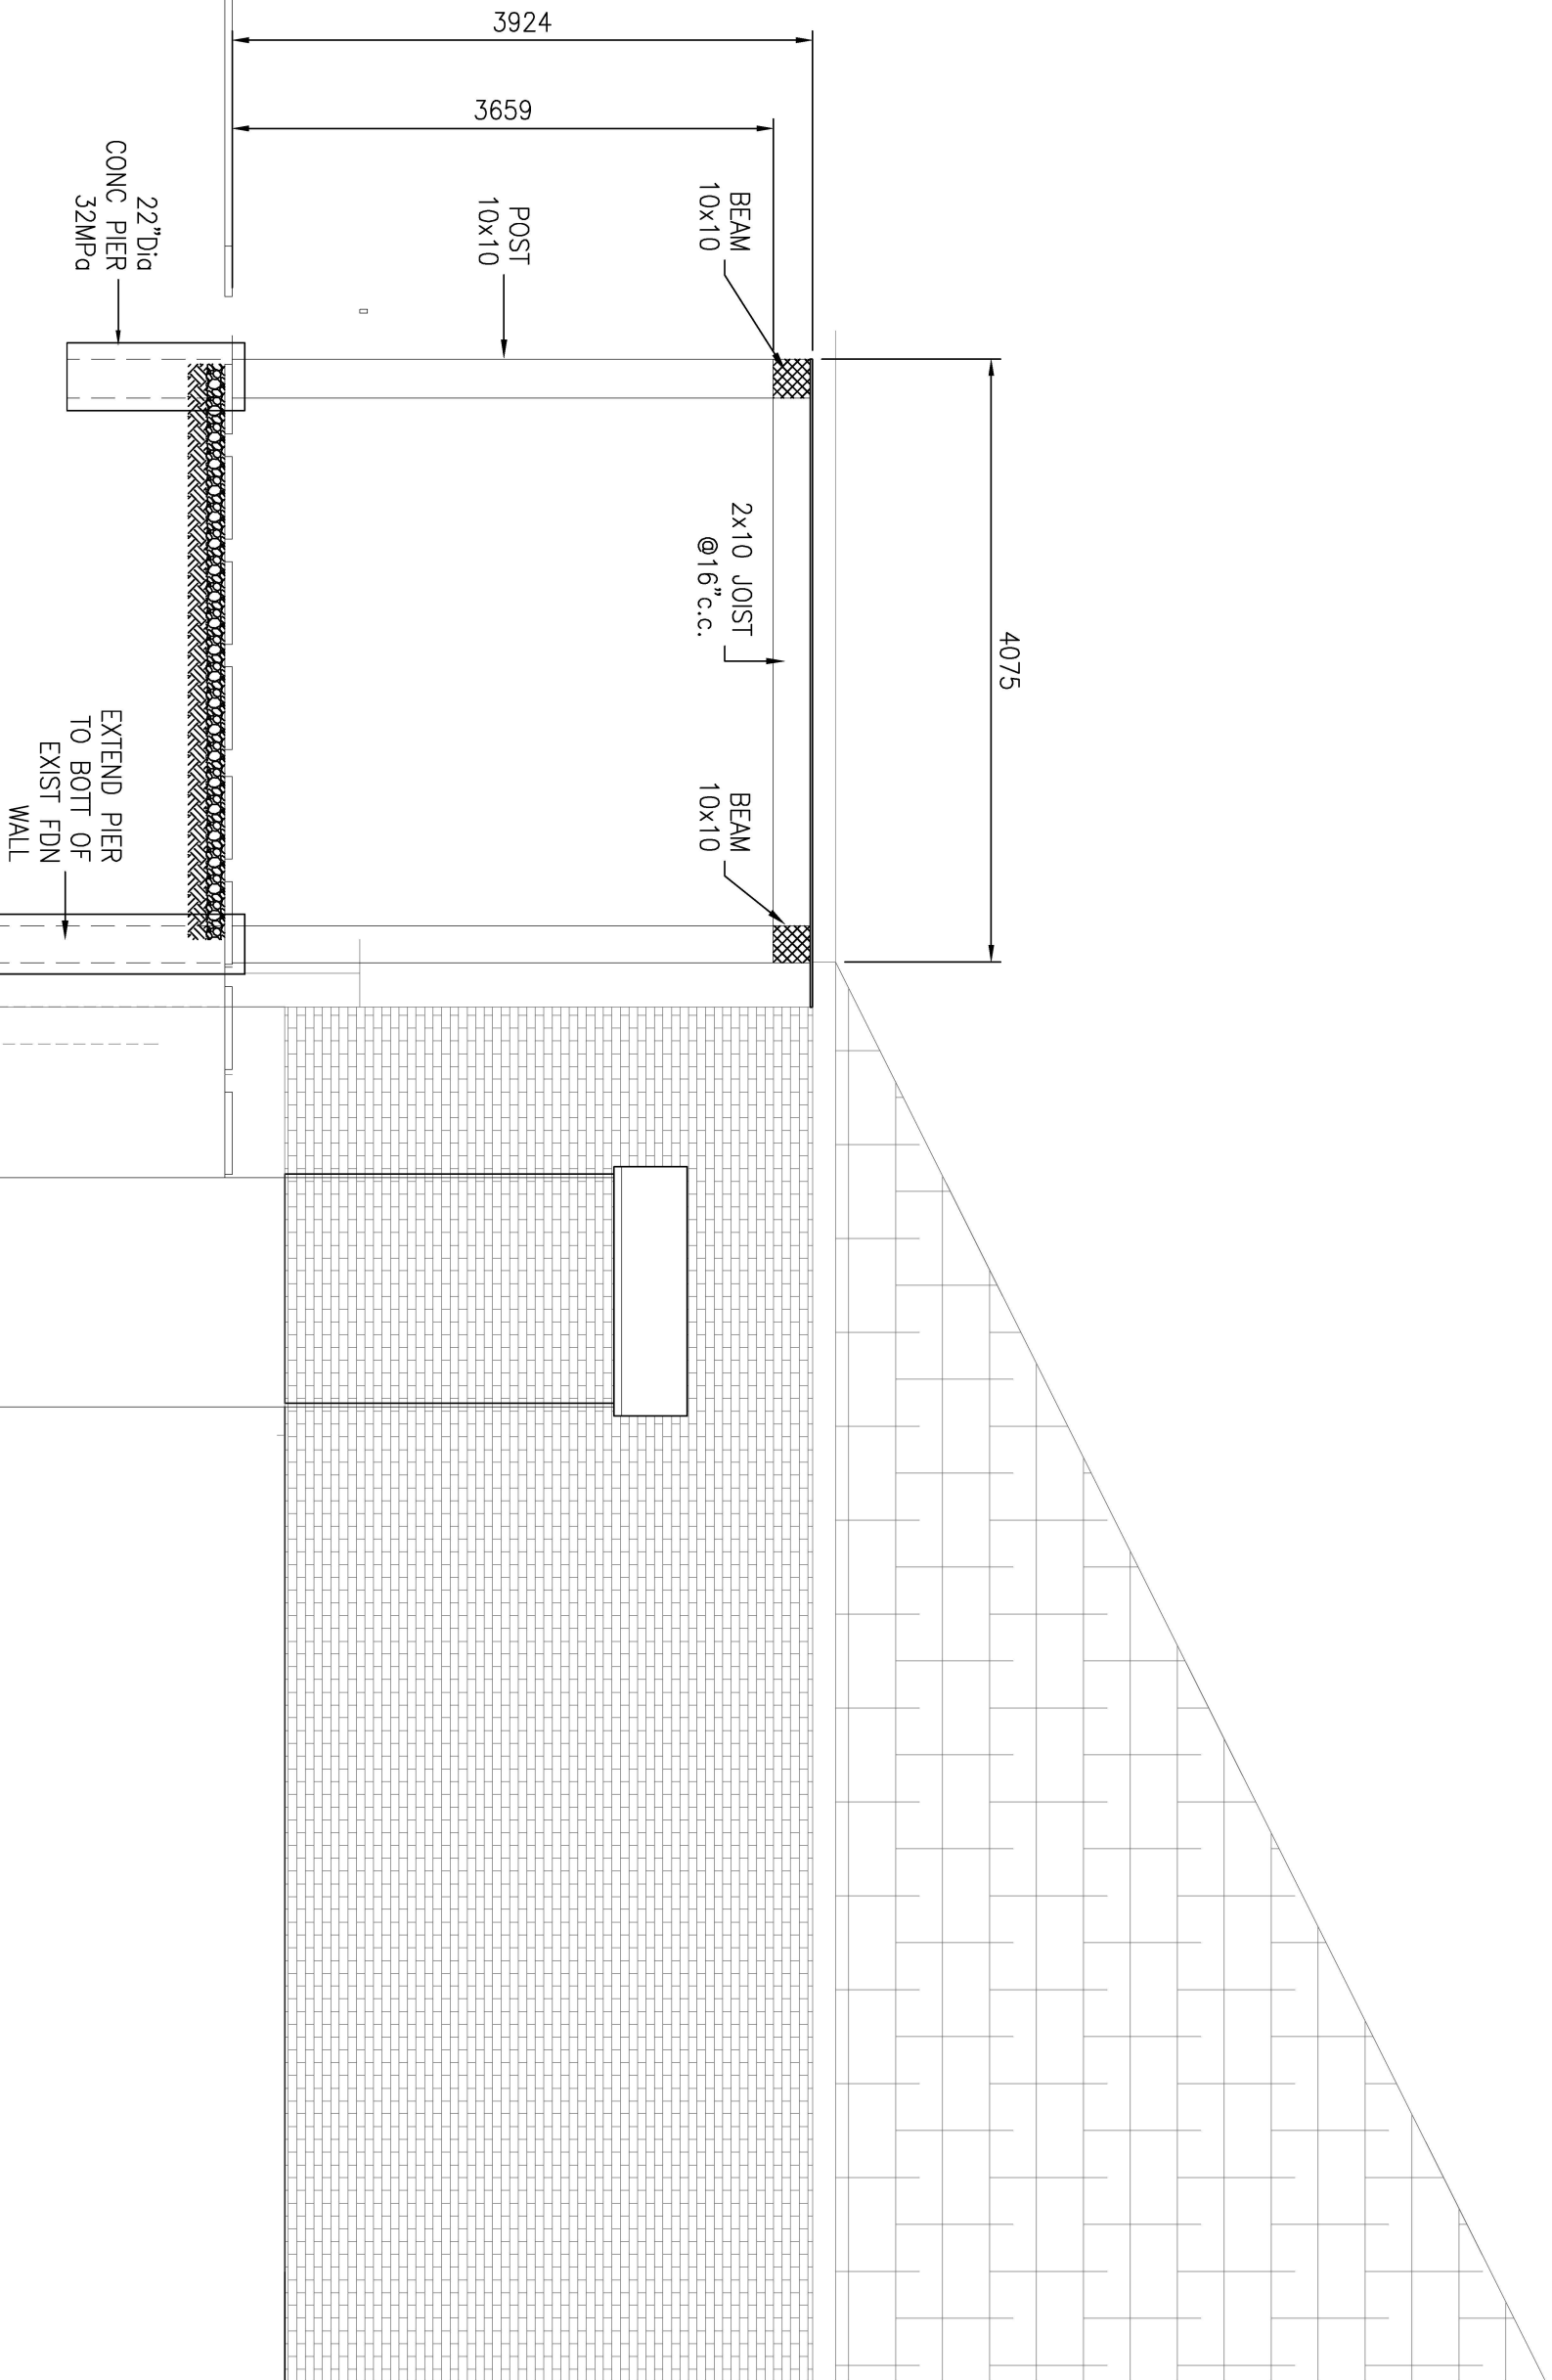 4075
BEAM
10x10
2x10 JOIST
@16"c.c.
BEAM
10x10
3924
3659
POST
10x10
22"Dia
CONC PIER
32MPa
EXTEND PIER
TO BOTT OF
EXIST FDN
WALL